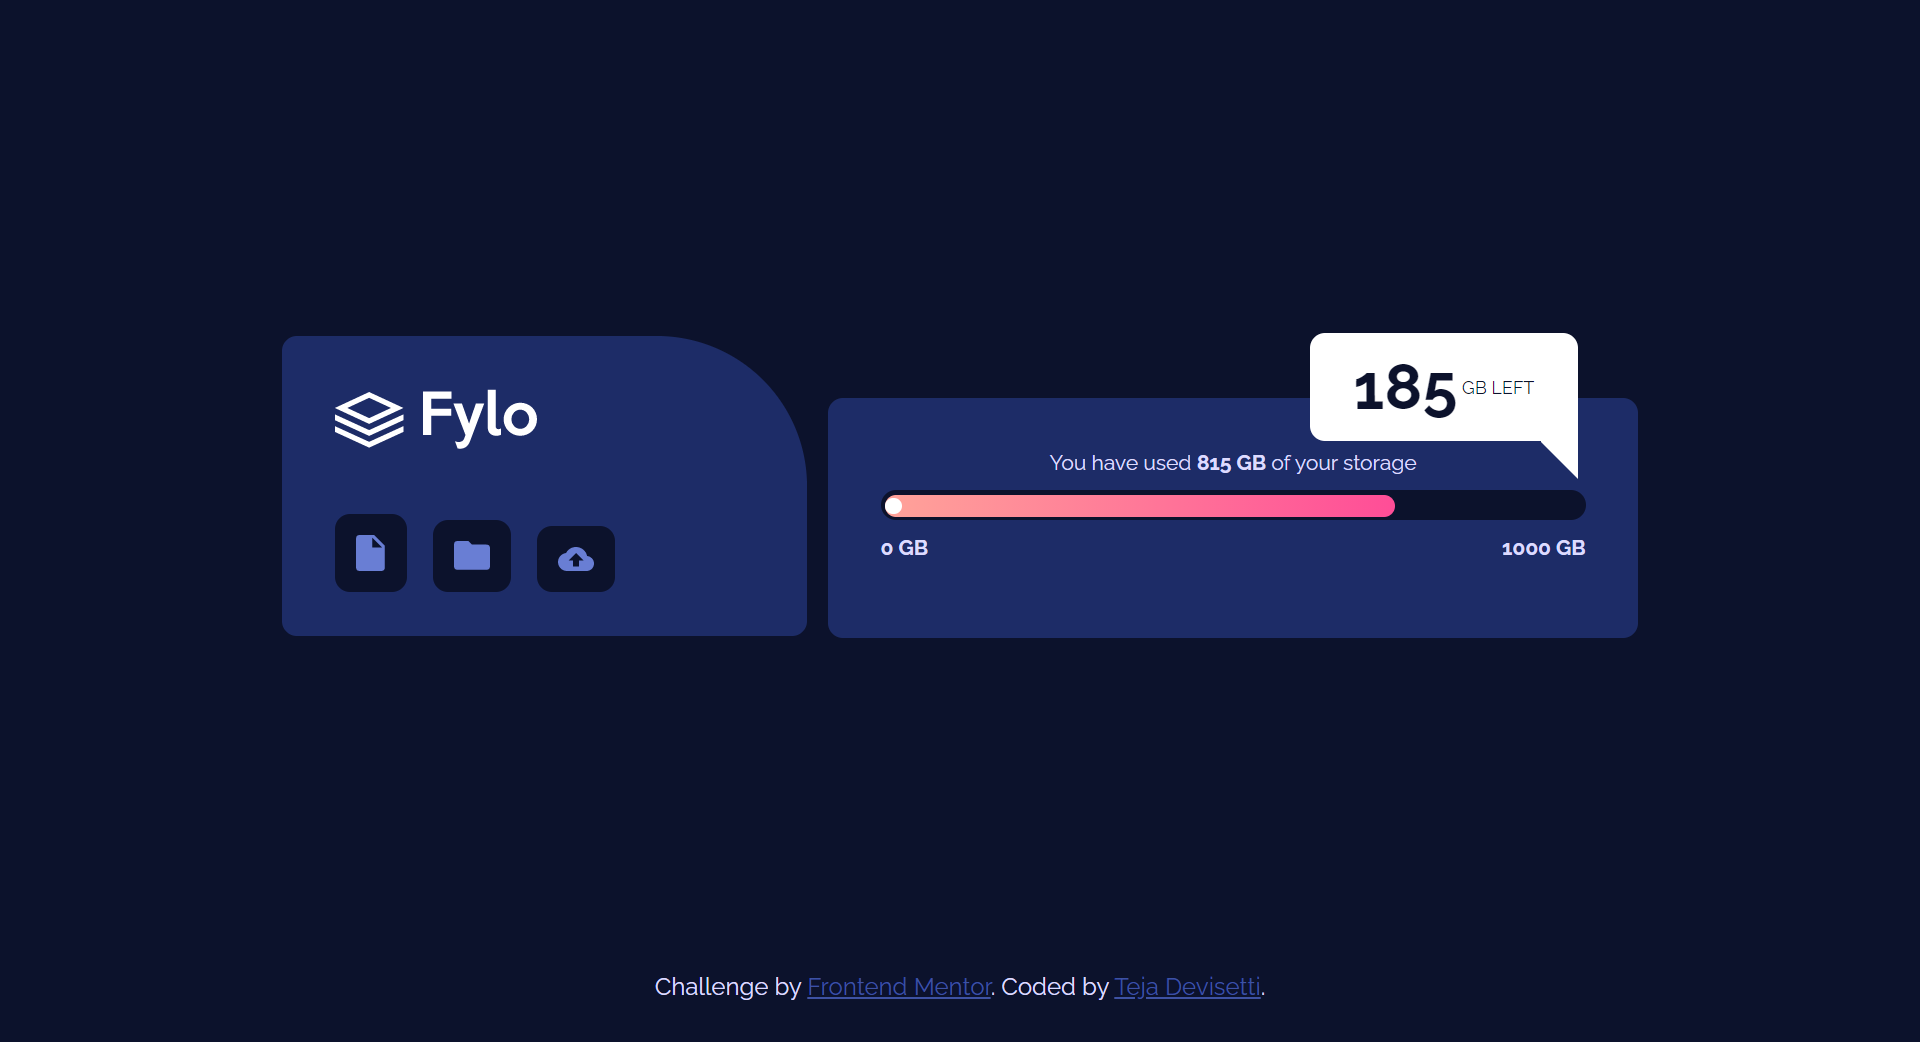 Fylo
185 GB LEFT
You have used 815 GB of your storage
0 GB
1000 GB
Challenge by Frontend Mentor. Coded by Teja Devisetti.